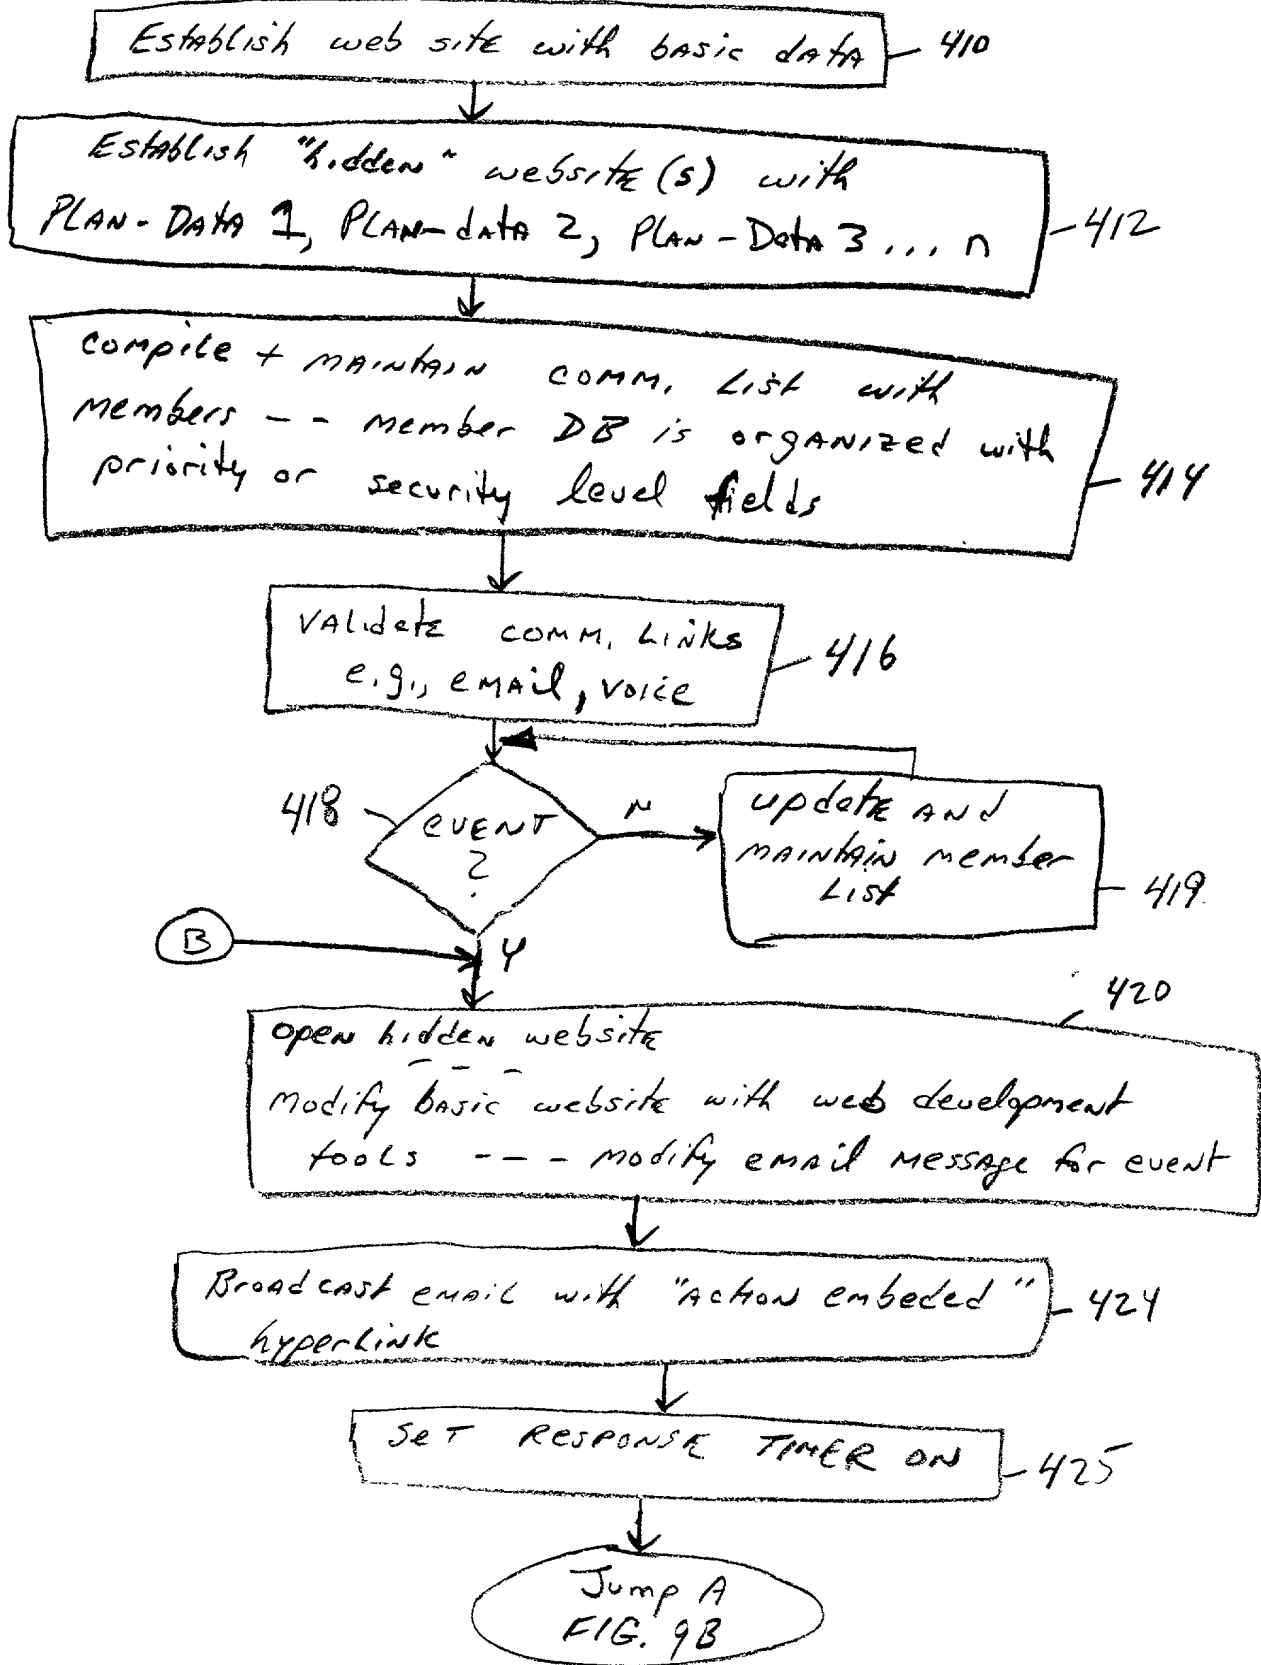 Establish web site with basic data
410
Establish "hidden" website(s) with
Plan-Data 1, Plan-data 2, Plan-Data 3 ... n
412
Compile + maintain comm. List with
members -- member DB is organized with
priority or security level fields
414
Validate comm. Links
e.g., email, voice
416
418
EVENT
?
N
update and
maintain member
List
419
B
Y
420
open hidden website
---
Modify basic website with web development
tools --- modify email message for event
Broadcast email with "Action embeded"
hyperlink
424
Set RESPONSE TIMER ON
425
Jump A
FIG. 9B